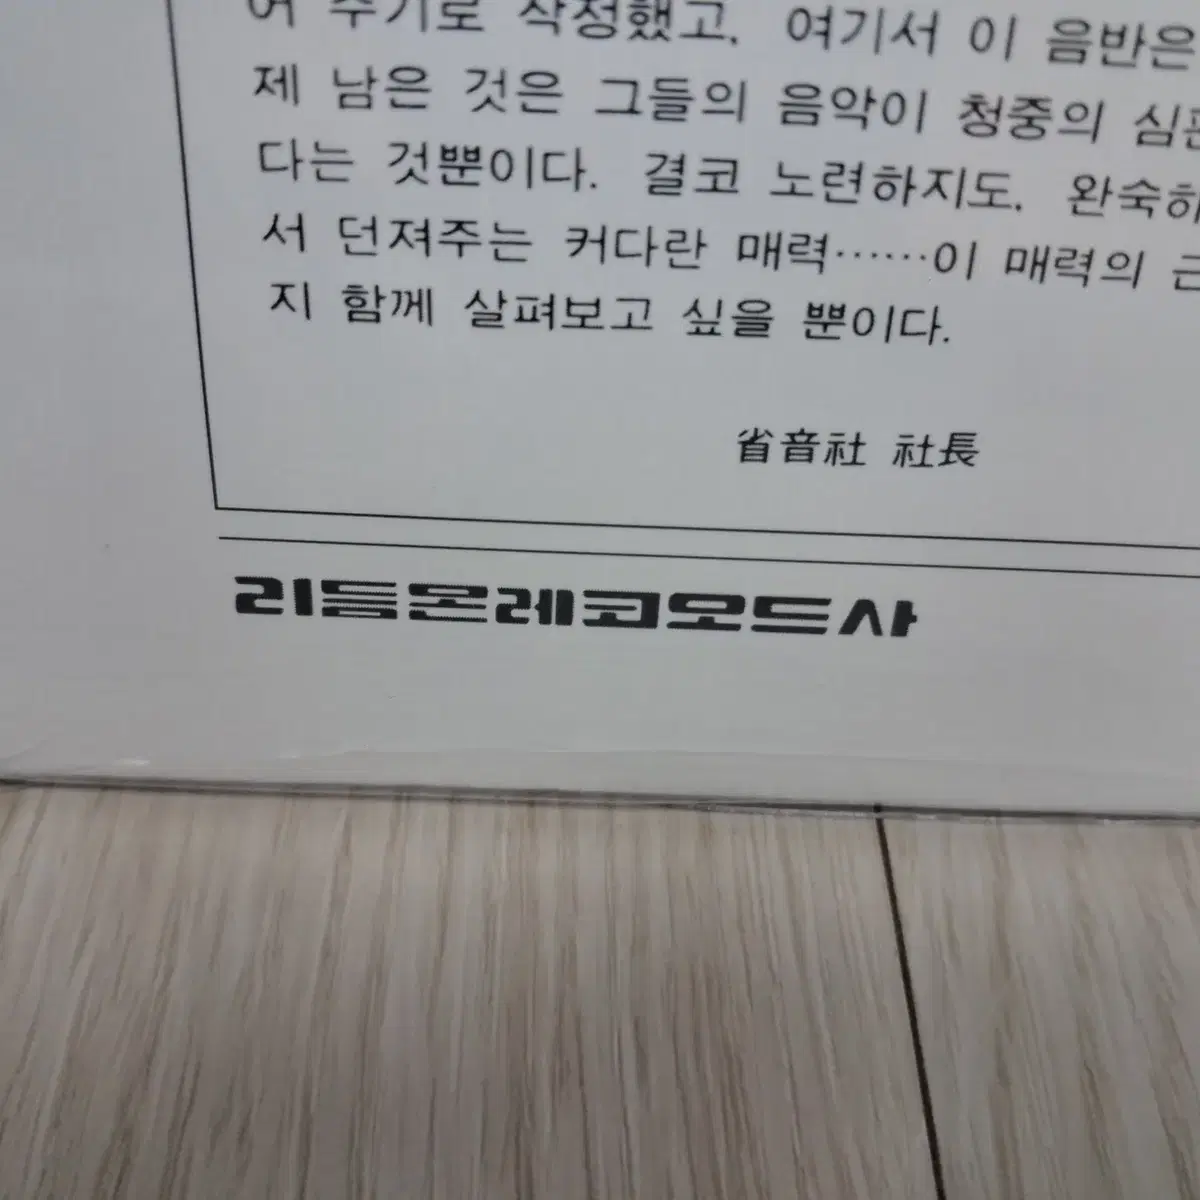 어 주기로 작정했고, 여기서 이 음반은
제 남은 것은 그들의 음악이 청중의 심판
다는 것뿐이다. 결코 노련하지도, 완숙하
서 던져주는 커다란 매력……이 매력의 근
지 함께 살펴보고 싶을 뿐이다.
省音社 社長
리듬온레코오드사